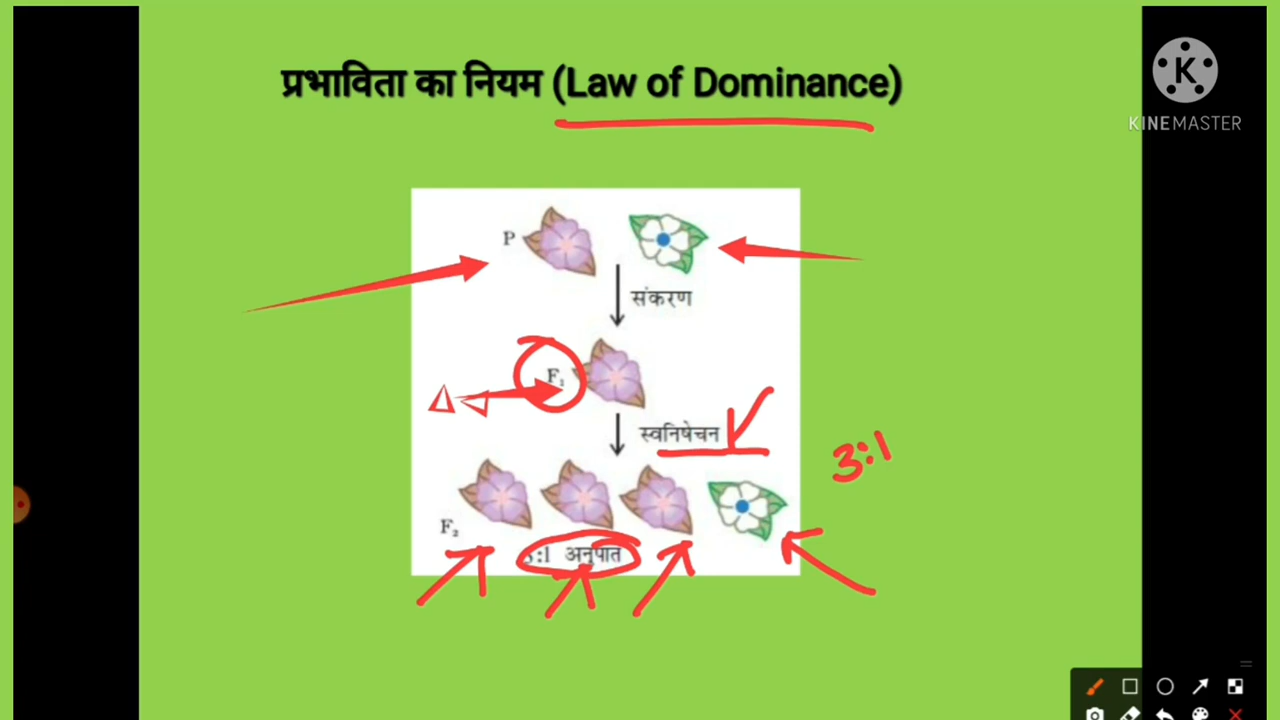 प्रभाविता का नियम (Law of Dominance)
K
KINEMASTER
P
संकरण
F₁
स्वनिषेचन
3:1
F₂
3:1 अनुपात